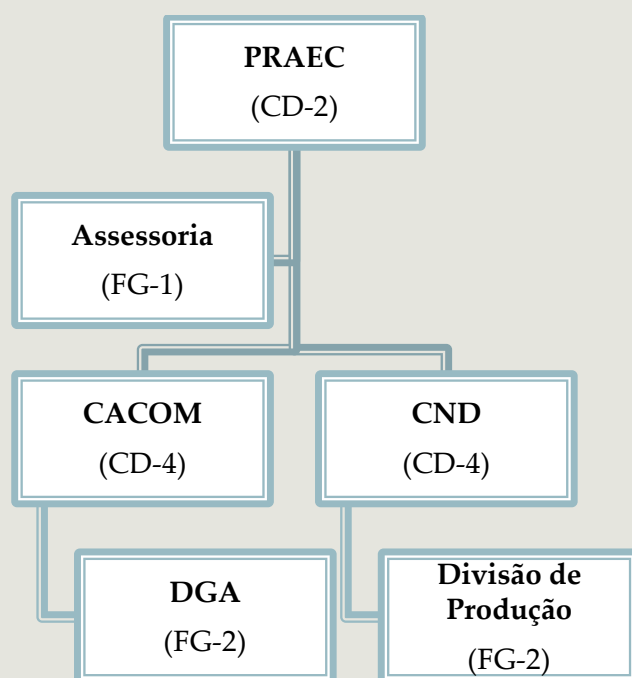 PRAEC
(CD-2)
Assessoria
(FG-1)
CACOM
(CD-4)
CND
(CD-4)
DGA
(FG-2)
Divisão de
Produção
(FG-2)